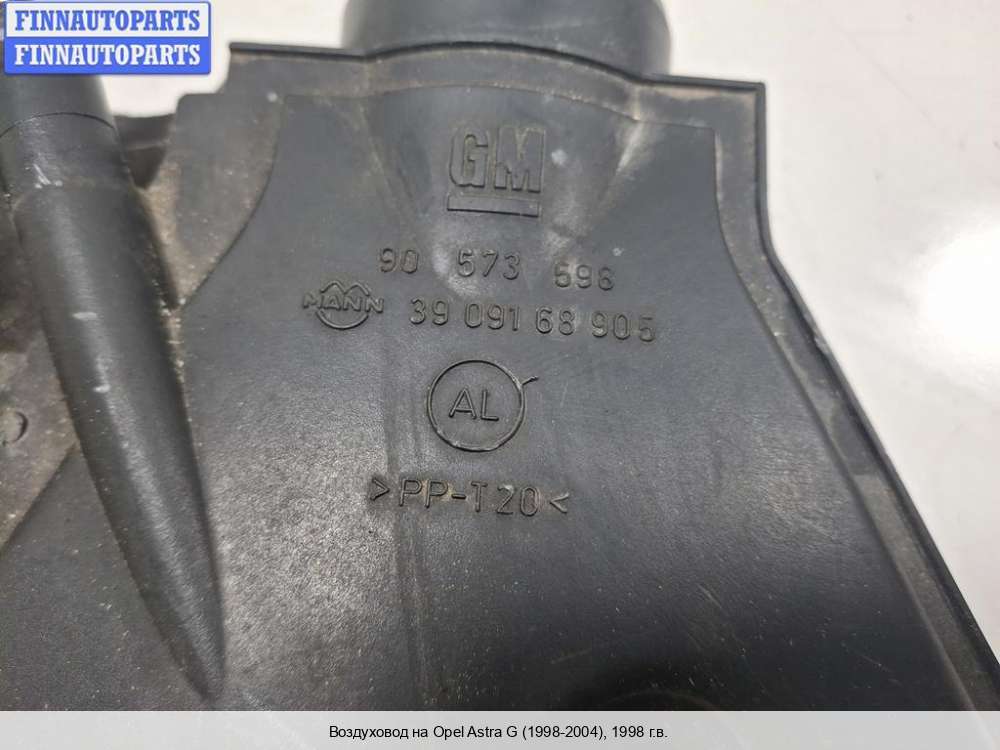 FINNAUTOPARTS
FINNAUTOPARTS
GM
90 573 598
MANN 39 091 68 905
AL
>PP-T20<
Воздуховод на Opel Astra G (1998-2004), 1998 г.в.